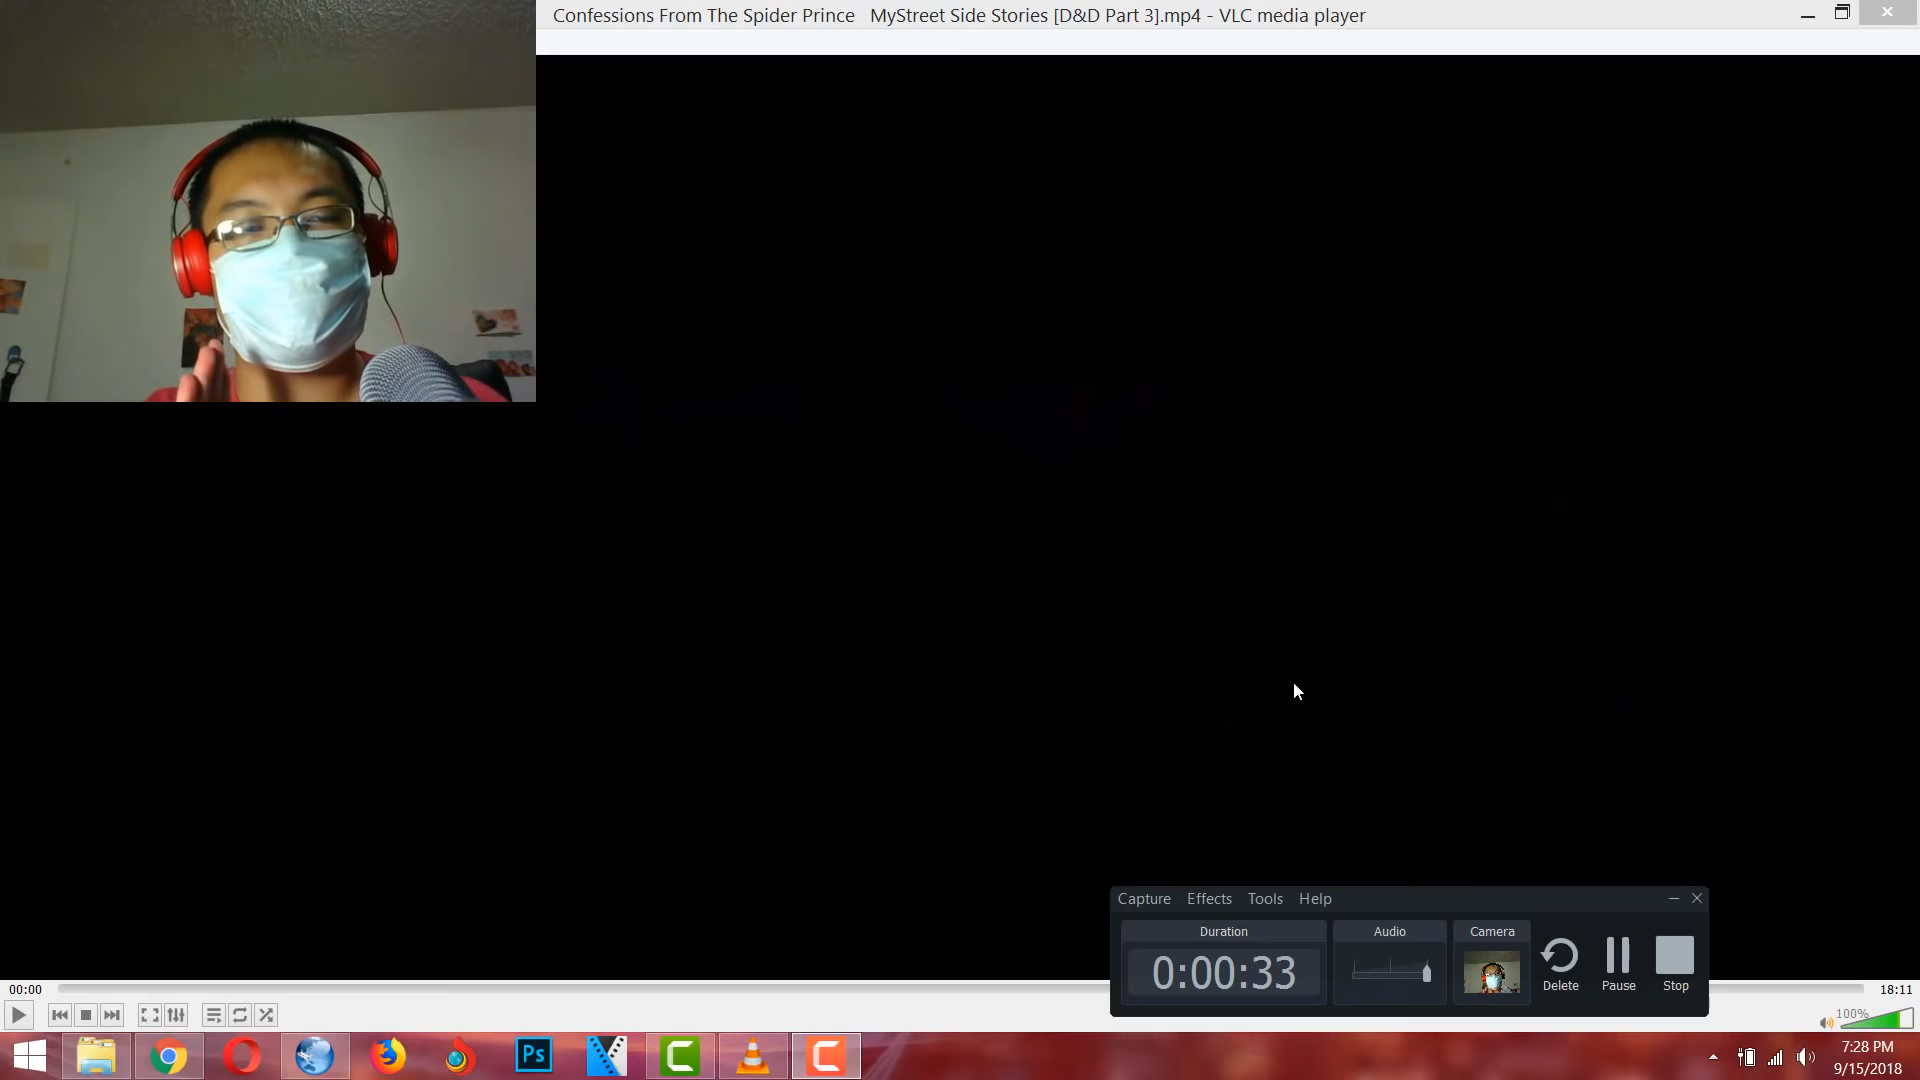 Confessions From The Spider Prince   MyStreet Side Stories [D&D Part 3].mp4 - VLC media player
Capture Effects Tools Help
Duration Audio Camera
0:00:33
Delete Pause Stop
00:00 18:11
100%
Ps
7:28 PM
9/15/2018